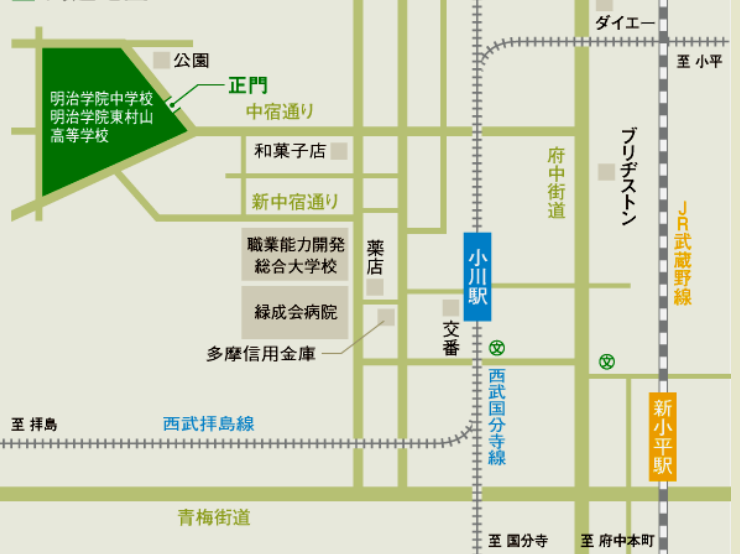 ダイエー
至 小平
公園
正門
明治学院中学校
明治学院東村山
高等学校
中宿通り
和菓子店
府中街道
ブリヂストン
新中宿通り
JR武蔵野線
職業能力開発
総合大学校
薬店
小川駅
緑成会病院
交番
多摩信用金庫
文
文
西武国分寺線
新小平駅
至 拝島
西武拝島線
青梅街道
至 国分寺
至 府中本町